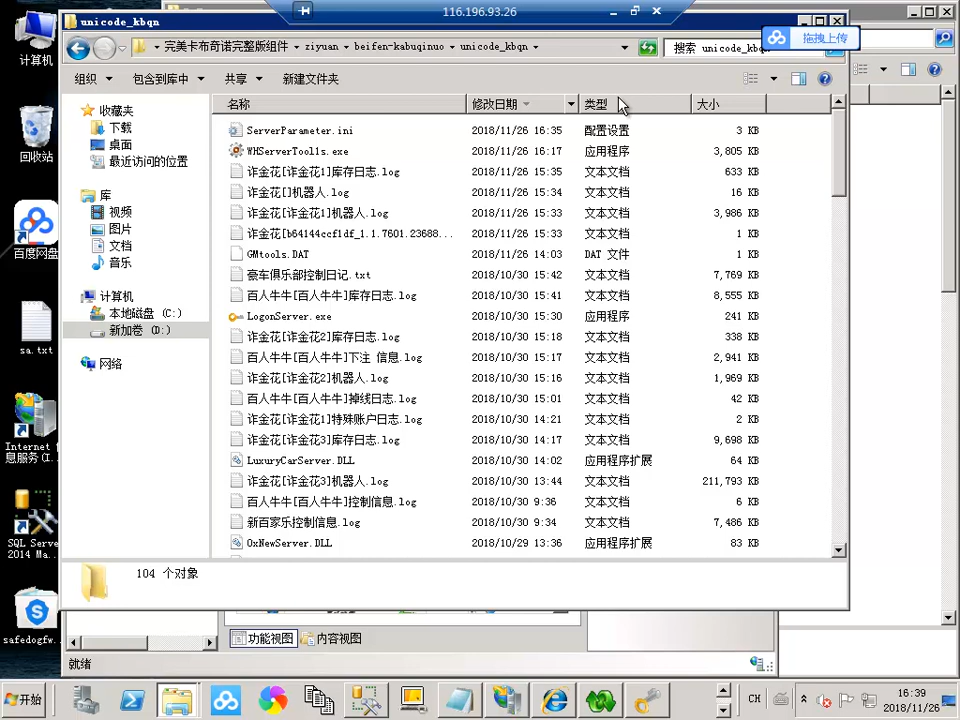 unicode_kbqn
116.196.93.26
完美卡布奇诺完整版组件 ziyuan beifen-kabuqinuo unicode_kbqn
搜索 unicode_kbqn
拖拽上传
组织 包含到库中 共享 新建文件夹
收藏夹
下载
桌面
最近访问的位置
库
视频
图片
文档
音乐
计算机
本地磁盘 (C:)
新加卷 (D:)
网络
名称 修改日期 类型 大小
ServerParameter.ini 2018/11/26 16:35 配置设置 3 KB
WHServerTool1s.exe 2018/11/26 16:17 应用程序 3,805 KB
诈金花[诈金花1]库存日志.log 2018/11/26 15:35 文本文档 633 KB
诈金花[]机器人.log 2018/11/26 15:34 文本文档 16 KB
诈金花[诈金花1]机器人.log 2018/11/26 15:33 文本文档 3,986 KB
诈金花[b64144ccf1df_1.1.7601.23688... 2018/11/26 15:33 文本文档 1 KB
GMtools.DAT 2018/11/26 14:03 DAT 文件 1 KB
豪车俱乐部控制日记.txt 2018/10/30 15:42 文本文档 7,769 KB
百人牛牛[百人牛牛]库存日志.log 2018/10/30 15:41 文本文档 8,555 KB
LogonServer.exe 2018/10/30 15:30 应用程序 241 KB
诈金花[诈金花2]库存日志.log 2018/10/30 15:18 文本文档 338 KB
百人牛牛[百人牛牛]下注 信息.log 2018/10/30 15:17 文本文档 2,941 KB
诈金花[诈金花2]机器人.log 2018/10/30 15:16 文本文档 1,969 KB
百人牛牛[百人牛牛]掉线日志.log 2018/10/30 15:01 文本文档 42 KB
诈金花[诈金花1]特殊账户日志.log 2018/10/30 14:21 文本文档 2 KB
诈金花[诈金花3]库存日志.log 2018/10/30 14:17 文本文档 9,698 KB
LuxuryCarServer.DLL 2018/10/30 14:02 应用程序扩展 64 KB
诈金花[诈金花3]机器人.log 2018/10/30 13:44 文本文档 211,793 KB
百人牛牛[百人牛牛]控制信息.log 2018/10/30 9:36 文本文档 6 KB
新百家乐控制信息.log 2018/10/30 9:34 文本文档 7,486 KB
OxNewServer.DLL 2018/10/29 13:36 应用程序扩展 83 KB
104 个对象
功能视图 内容视图
就绪
计算机
回收站
百度网盘
sa.txt
Internet 信
息服务(I...
SQL Serve
2014 Ma...
safedogfw...
开始
CH
16:39
2018/11/26